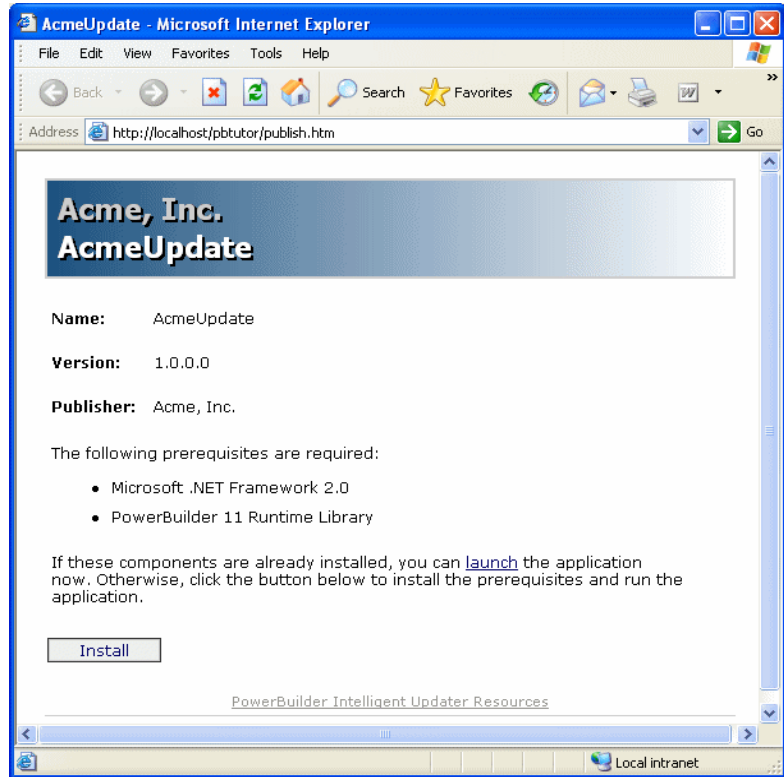 AcmeUpdate - Microsoft Internet Explorer
File Edit View Favorites Tools Help
Back Search Favorites W »
Address http://localhost/pbtutor/publish.htm Go
Acme, Inc.
AcmeUpdate
Name: AcmeUpdate
Version: 1.0.0.0
Publisher: Acme, Inc.
The following prerequisites are required:
• Microsoft .NET Framework 2.0
• PowerBuilder 11 Runtime Library
If these components are already installed, you can launch the application
now. Otherwise, click the button below to install the prerequisites and run the
application.
Install
PowerBuilder Intelligent Updater Resources
Local intranet